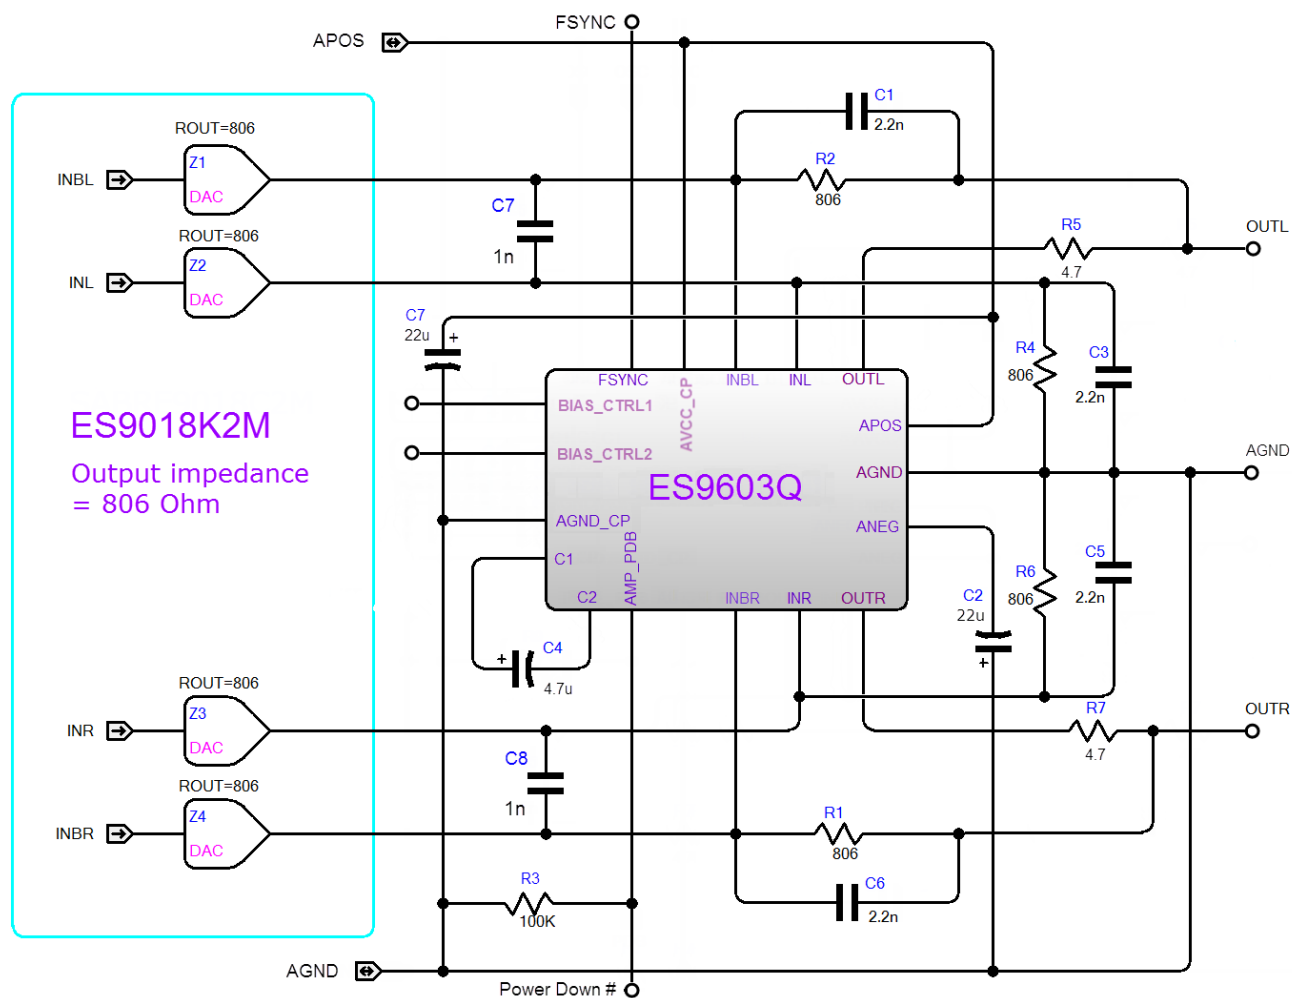 FSYNC
APOS
C1
2.2n
ROUT=806
Z1
DAC
INBL
R2
806
C7
1n
ROUT=806
Z2
DAC
INL
R5
4.7
OUTL
C7
22u
+
R4
806
C3
2.2n
FSYNC
AVCC_CP
INBL
INL
OUTL
BIAS_CTRL1
APOS
ES9018K2M
BIAS_CTRL2
AGND
AGND
Output impedance
= 806 Ohm
ES9603Q
AGND_CP
ANEG
C1
AMP_PDB
C2
INBR
INR
OUTR
C5
2.2n
R6
806
C2
22u
+
C4
4.7u
+
ROUT=806
Z3
DAC
INR
R7
4.7
OUTR
C8
1n
ROUT=806
Z4
DAC
INBR
R1
806
C6
2.2n
R3
100K
AGND
Power Down #